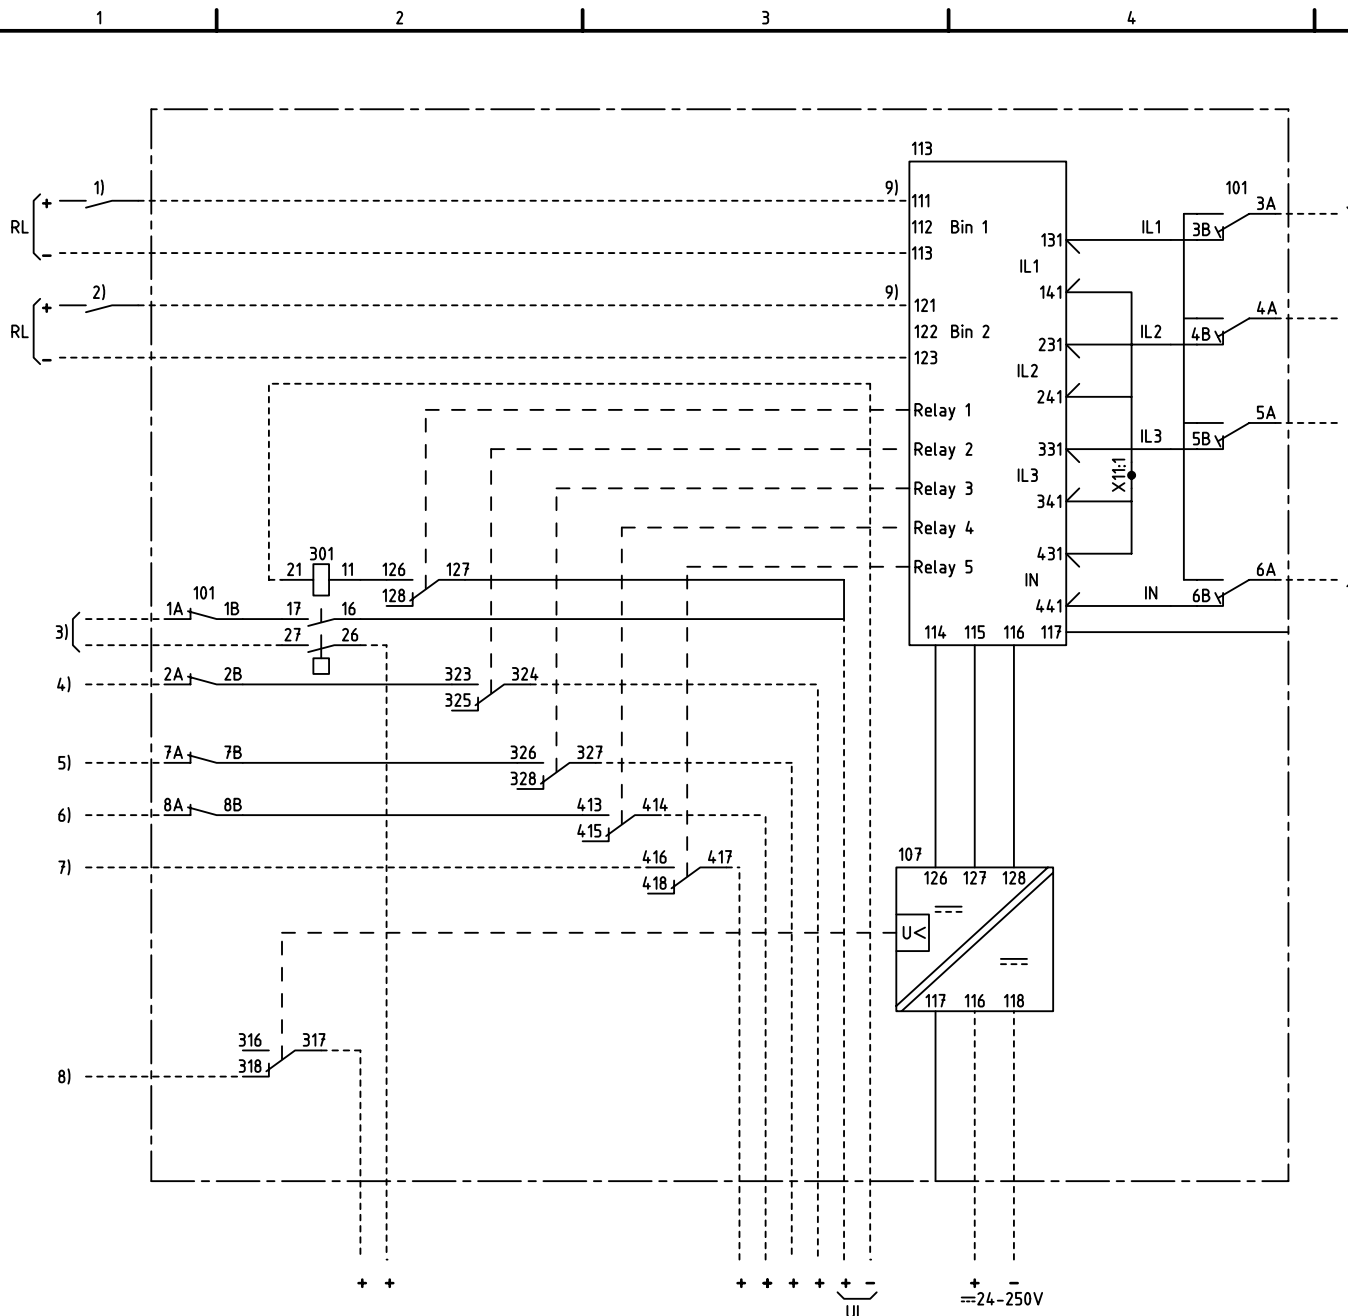 1 2 3 4
113
1) 9) 111 101 3A
RL + 112 Bin 1 IL1 3B
131
- 113
IL1
2) 9) 141
+ 121 4A
RL 122 Bin 2 IL2 4B
231
- 123
IL2
241
Relay 1 5A
IL3 5B
Relay 2 331
IL3
X11:1
Relay 3 341
Relay 4
301 431
21 11 126 127 Relay 5 6A
IN IN
101 128 6B
1A 1B 17 16 441
3) 27 26 114 115 116 117
4) 2A 2B 323 324
325
5) 7A 7B 326 327
328
6) 8A 8B 413 414
415
7) 416 417 107
418 126 127 128
U<
117 116 118
316 317
8) 318
+ + + + + + + - + -
UL ⎓24-250V